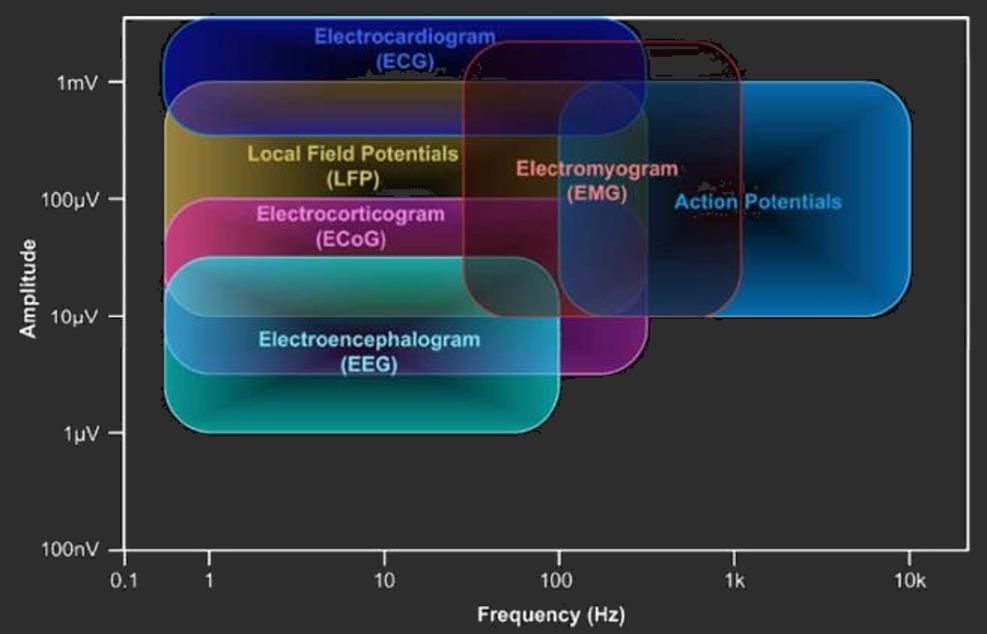 Electrocardiogram
(ECG)
1mV
Local Field Potentials
(LFP)
Electromyogram
(EMG)
100µV
Action Potentials
Electrocorticogram
(ECoG)
Amplitude
10µV
Electroencephalogram
(EEG)
1µV
100nV
0.1 1 10 100 1k 10k
Frequency (Hz)